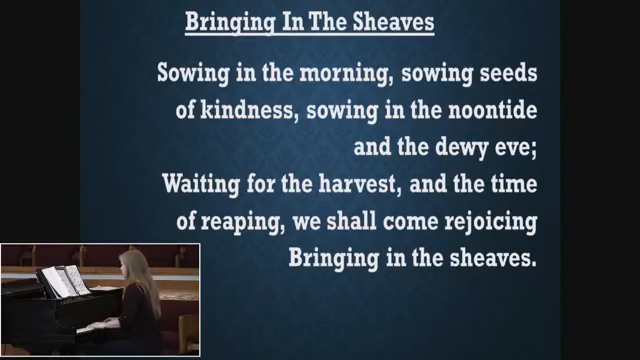 Bringing In The Sheaves
Sowing in the morning, sowing seeds
of kindness, sowing in the noontide
and the dewy eve;
Waiting for the harvest, and the time
of reaping, we shall come rejoicing
Bringing in the sheaves.